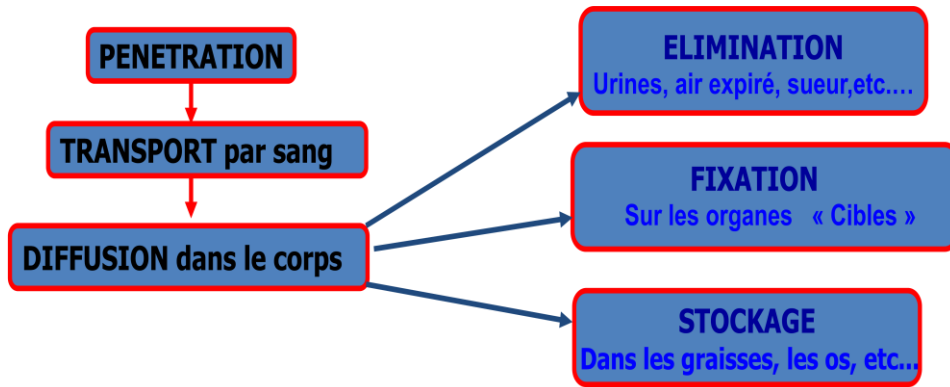 PENETRATION
TRANSPORT par sang
DIFFUSION dans le corps
ELIMINATION
Urines, air expiré, sueur,etc....
FIXATION
Sur les organes « Cibles »
STOCKAGE
Dans les graisses, les os, etc...